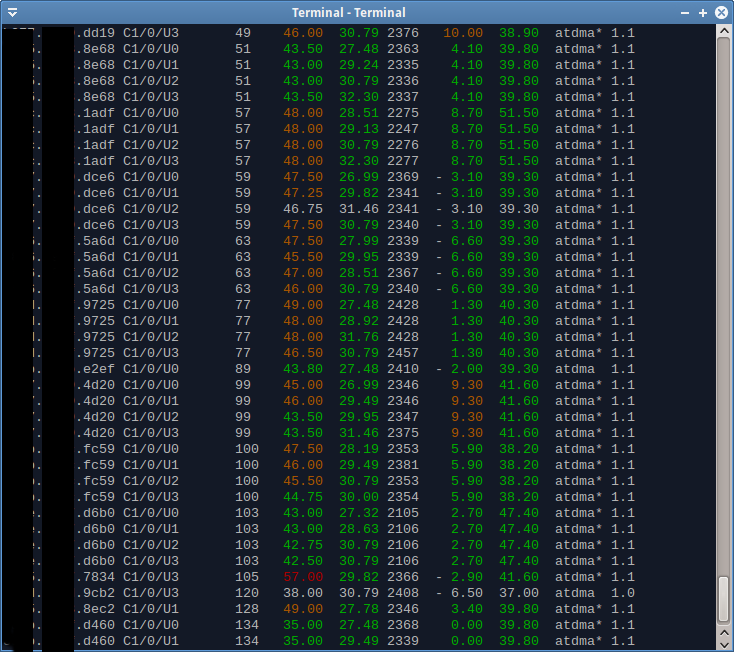 Terminal - Terminal
.dd19 C1/0/U3 49 46.00 30.79 2376 10.00 38.90 atdma* 1.1
.8e68 C1/0/U0 51 43.50 27.48 2363 4.10 39.80 atdma* 1.1
.8e68 C1/0/U1 51 43.00 29.24 2335 4.10 39.80 atdma* 1.1
.8e68 C1/0/U2 51 43.00 30.79 2336 4.10 39.80 atdma* 1.1
.8e68 C1/0/U3 51 43.50 32.30 2337 4.10 39.80 atdma* 1.1
.1adf C1/0/U0 57 48.00 28.51 2275 8.70 51.50 atdma* 1.1
.1adf C1/0/U1 57 48.00 29.13 2247 8.70 51.50 atdma* 1.1
.1adf C1/0/U2 57 48.00 30.79 2276 8.70 51.50 atdma* 1.1
.1adf C1/0/U3 57 48.00 32.30 2277 8.70 51.50 atdma* 1.1
.dce6 C1/0/U0 59 47.50 26.99 2369 - 3.10 39.30 atdma* 1.1
.dce6 C1/0/U1 59 47.25 29.82 2341 - 3.10 39.30 atdma* 1.1
.dce6 C1/0/U2 59 46.75 31.46 2341 - 3.10 39.30 atdma* 1.1
.dce6 C1/0/U3 59 47.50 30.79 2340 - 3.10 39.30 atdma* 1.1
.5a6d C1/0/U0 63 47.50 27.99 2339 - 6.60 39.30 atdma* 1.1
.5a6d C1/0/U1 63 45.50 29.95 2339 - 6.60 39.30 atdma* 1.1
.5a6d C1/0/U2 63 47.00 28.51 2367 - 6.60 39.30 atdma* 1.1
.5a6d C1/0/U3 63 46.00 30.79 2340 - 6.60 39.30 atdma* 1.1
.9725 C1/0/U0 77 49.00 27.48 2428 1.30 40.30 atdma* 1.1
.9725 C1/0/U1 77 48.00 28.92 2428 1.30 40.30 atdma* 1.1
.9725 C1/0/U2 77 48.00 31.76 2428 1.30 40.30 atdma* 1.1
.9725 C1/0/U3 77 46.50 30.79 2457 1.30 40.30 atdma* 1.1
.e2ef C1/0/U0 89 43.80 27.48 2410 - 2.00 39.30 atdma 1.1
.4d20 C1/0/U0 99 45.00 26.99 2346 9.30 41.60 atdma* 1.1
.4d20 C1/0/U1 99 46.00 29.49 2346 9.30 41.60 atdma* 1.1
.4d20 C1/0/U2 99 43.50 29.95 2347 9.30 41.60 atdma* 1.1
.4d20 C1/0/U3 99 43.50 31.46 2375 9.30 41.60 atdma* 1.1
.fc59 C1/0/U0 100 47.50 28.19 2353 5.90 38.20 atdma* 1.1
.fc59 C1/0/U1 100 46.00 29.49 2381 5.90 38.20 atdma* 1.1
.fc59 C1/0/U2 100 45.50 30.79 2353 5.90 38.20 atdma* 1.1
.fc59 C1/0/U3 100 44.75 30.00 2354 5.90 38.20 atdma* 1.1
.d6b0 C1/0/U0 103 43.00 27.32 2105 2.70 47.40 atdma* 1.1
.d6b0 C1/0/U1 103 43.00 28.63 2106 2.70 47.40 atdma* 1.1
.d6b0 C1/0/U2 103 42.75 30.79 2106 2.70 47.40 atdma* 1.1
.d6b0 C1/0/U3 103 42.50 30.79 2106 2.70 47.40 atdma* 1.1
.7834 C1/0/U3 105 57.00 29.82 2366 - 2.90 41.60 atdma* 1.1
.9cb2 C1/0/U3 120 38.00 30.79 2408 - 6.50 37.00 atdma 1.0
.8ec2 C1/0/U1 128 49.00 27.78 2346 3.40 39.80 atdma* 1.1
.d460 C1/0/U0 134 35.00 27.48 2368 0.00 39.80 atdma* 1.1
.d460 C1/0/U1 134 35.00 29.49 2339 0.00 39.80 atdma* 1.1